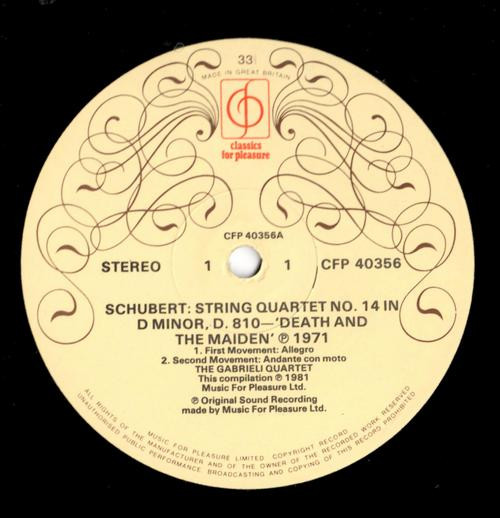 33
MADE IN GREAT BRITAIN
classics
for pleasure
CFP 40356A
STEREO 1 1 CFP 40356
SCHUBERT: STRING QUARTET NO. 14 IN
D MINOR, D. 810—'DEATH AND
THE MAIDEN' ℗ 1971
1. First Movement: Allegro
2. Second Movement: Andante con moto
THE GABRIELI QUARTET
This compilation ℗ 1981
Music For Pleasure Ltd.
℗ Original Sound Recording
made by Music For Pleasure Ltd.
MUSIC FOR PLEASURE LIMITED COPYRIGHT RECORD
ALL RIGHTS OF THE MANUFACTURER AND OF THE OWNER OF THE RECORDED WORK RESERVED
UNAUTHORISED PUBLIC PERFORMANCE BROADCASTING AND COPYING OF THIS RECORD PROHIBITED